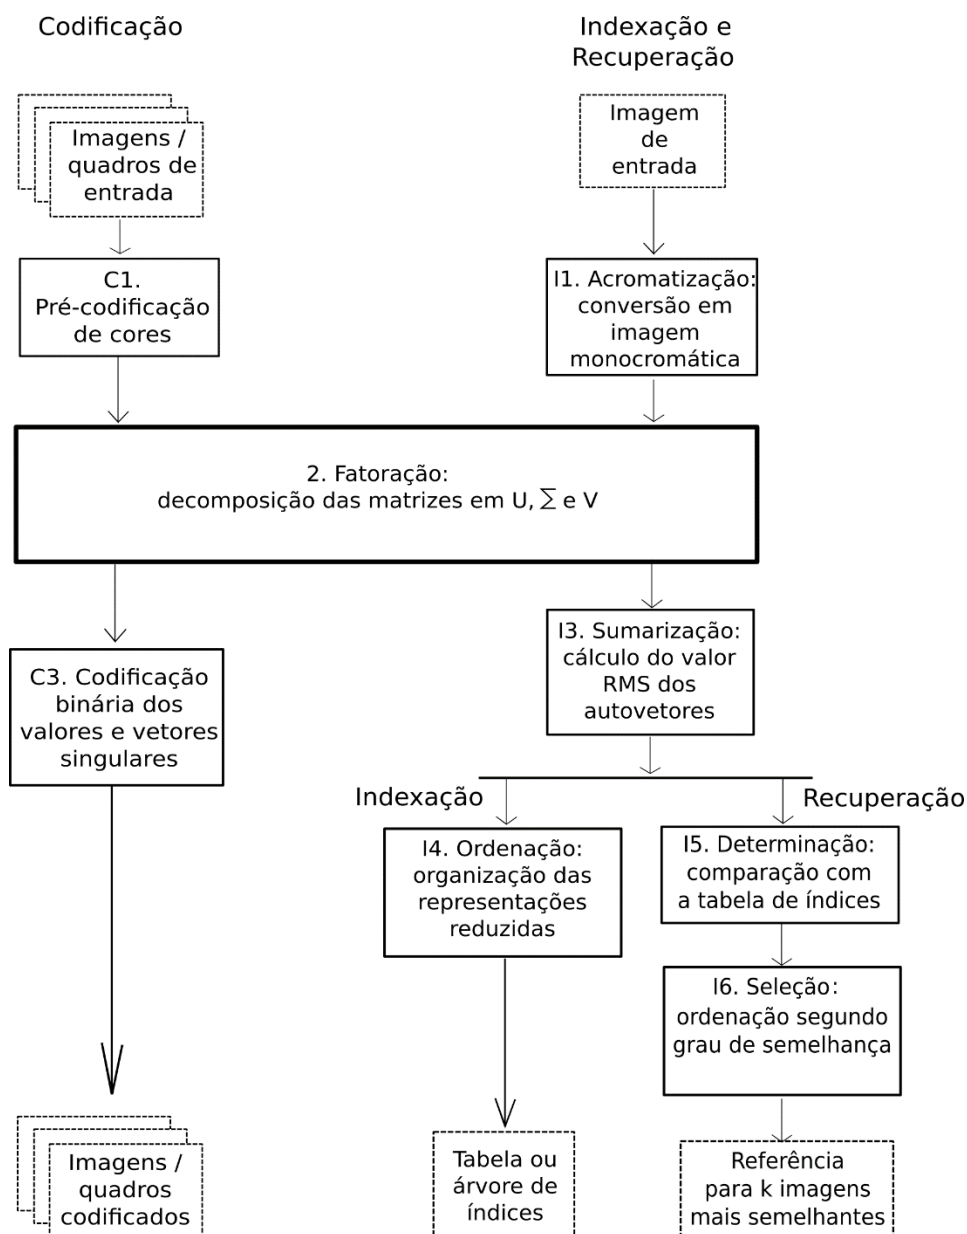 Codificação
Indexação e
Recuperação
Imagens /
quadros de
entrada
Imagem
de
entrada
C1.
Pré-codificação
de cores
I1. Acromatização:
conversão em
imagem
monocromática
2. Fatoração:
decomposição das matrizes em U, ∑ e V
C3. Codificação
binária dos
valores e vetores
singulares
I3. Sumarização:
cálculo do valor
RMS dos
autovetores
Indexação
Recuperação
I4. Ordenação:
organização das
representações
reduzidas
I5. Determinação:
comparação com
a tabela de índices
I6. Seleção:
ordenação segundo
grau de semelhança
Imagens /
quadros
codificados
Tabela ou
árvore de
índices
Referência
para k imagens
mais semelhantes